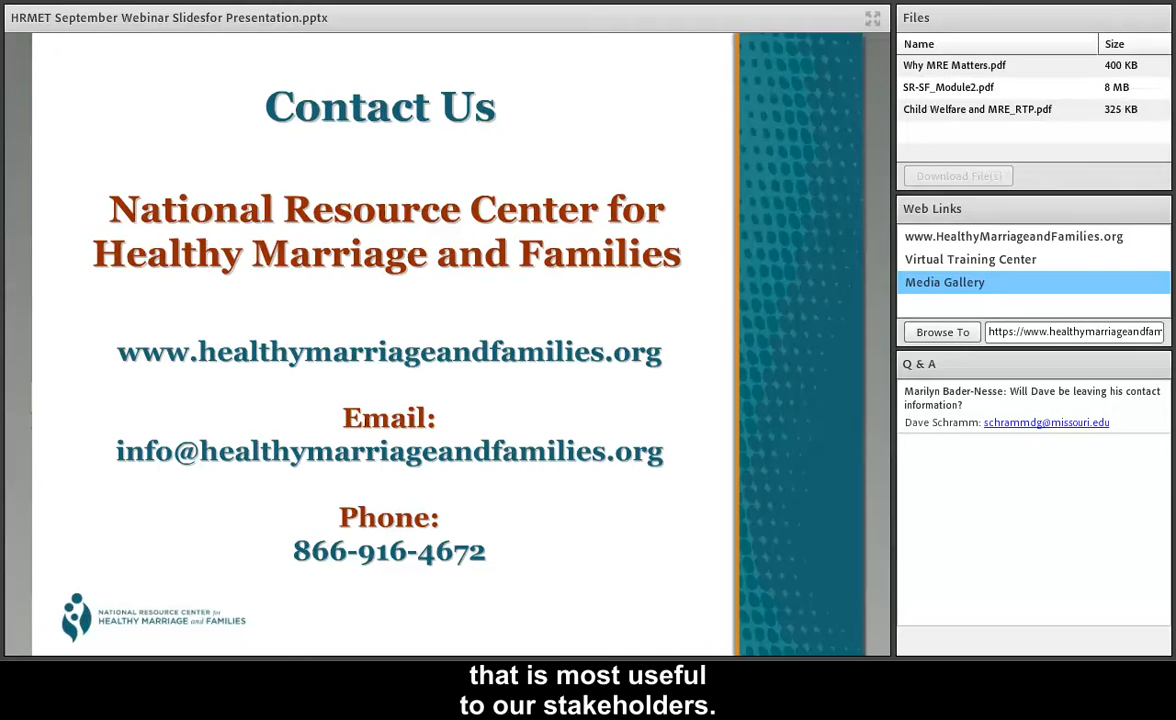 HRMET September Webinar Slidesfor Presentation.pptx
Contact Us
National Resource Center for
Healthy Marriage and Families
www.healthymarriageandfamilies.org
Email:
info@healthymarriageandfamilies.org
Phone:
866-916-4672
NATIONAL RESOURCE CENTER for
HEALTHY MARRIAGE and FAMILIES
Files
Name Size
Why MRE Matters.pdf 400 KB
SR-SF_Module2.pdf 8 MB
Child Welfare and MRE_RTP.pdf 325 KB
Download File(s)
Web Links
www.HealthyMarriageandFamilies.org
Virtual Training Center
Media Gallery
Browse To https://www.healthymarriageandfam
Q & A
Marilyn Bader-Nesse: Will Dave be leaving his contact
information?
Dave Schramm: schrammdg@missouri.edu
that is most useful
to our stakeholders.